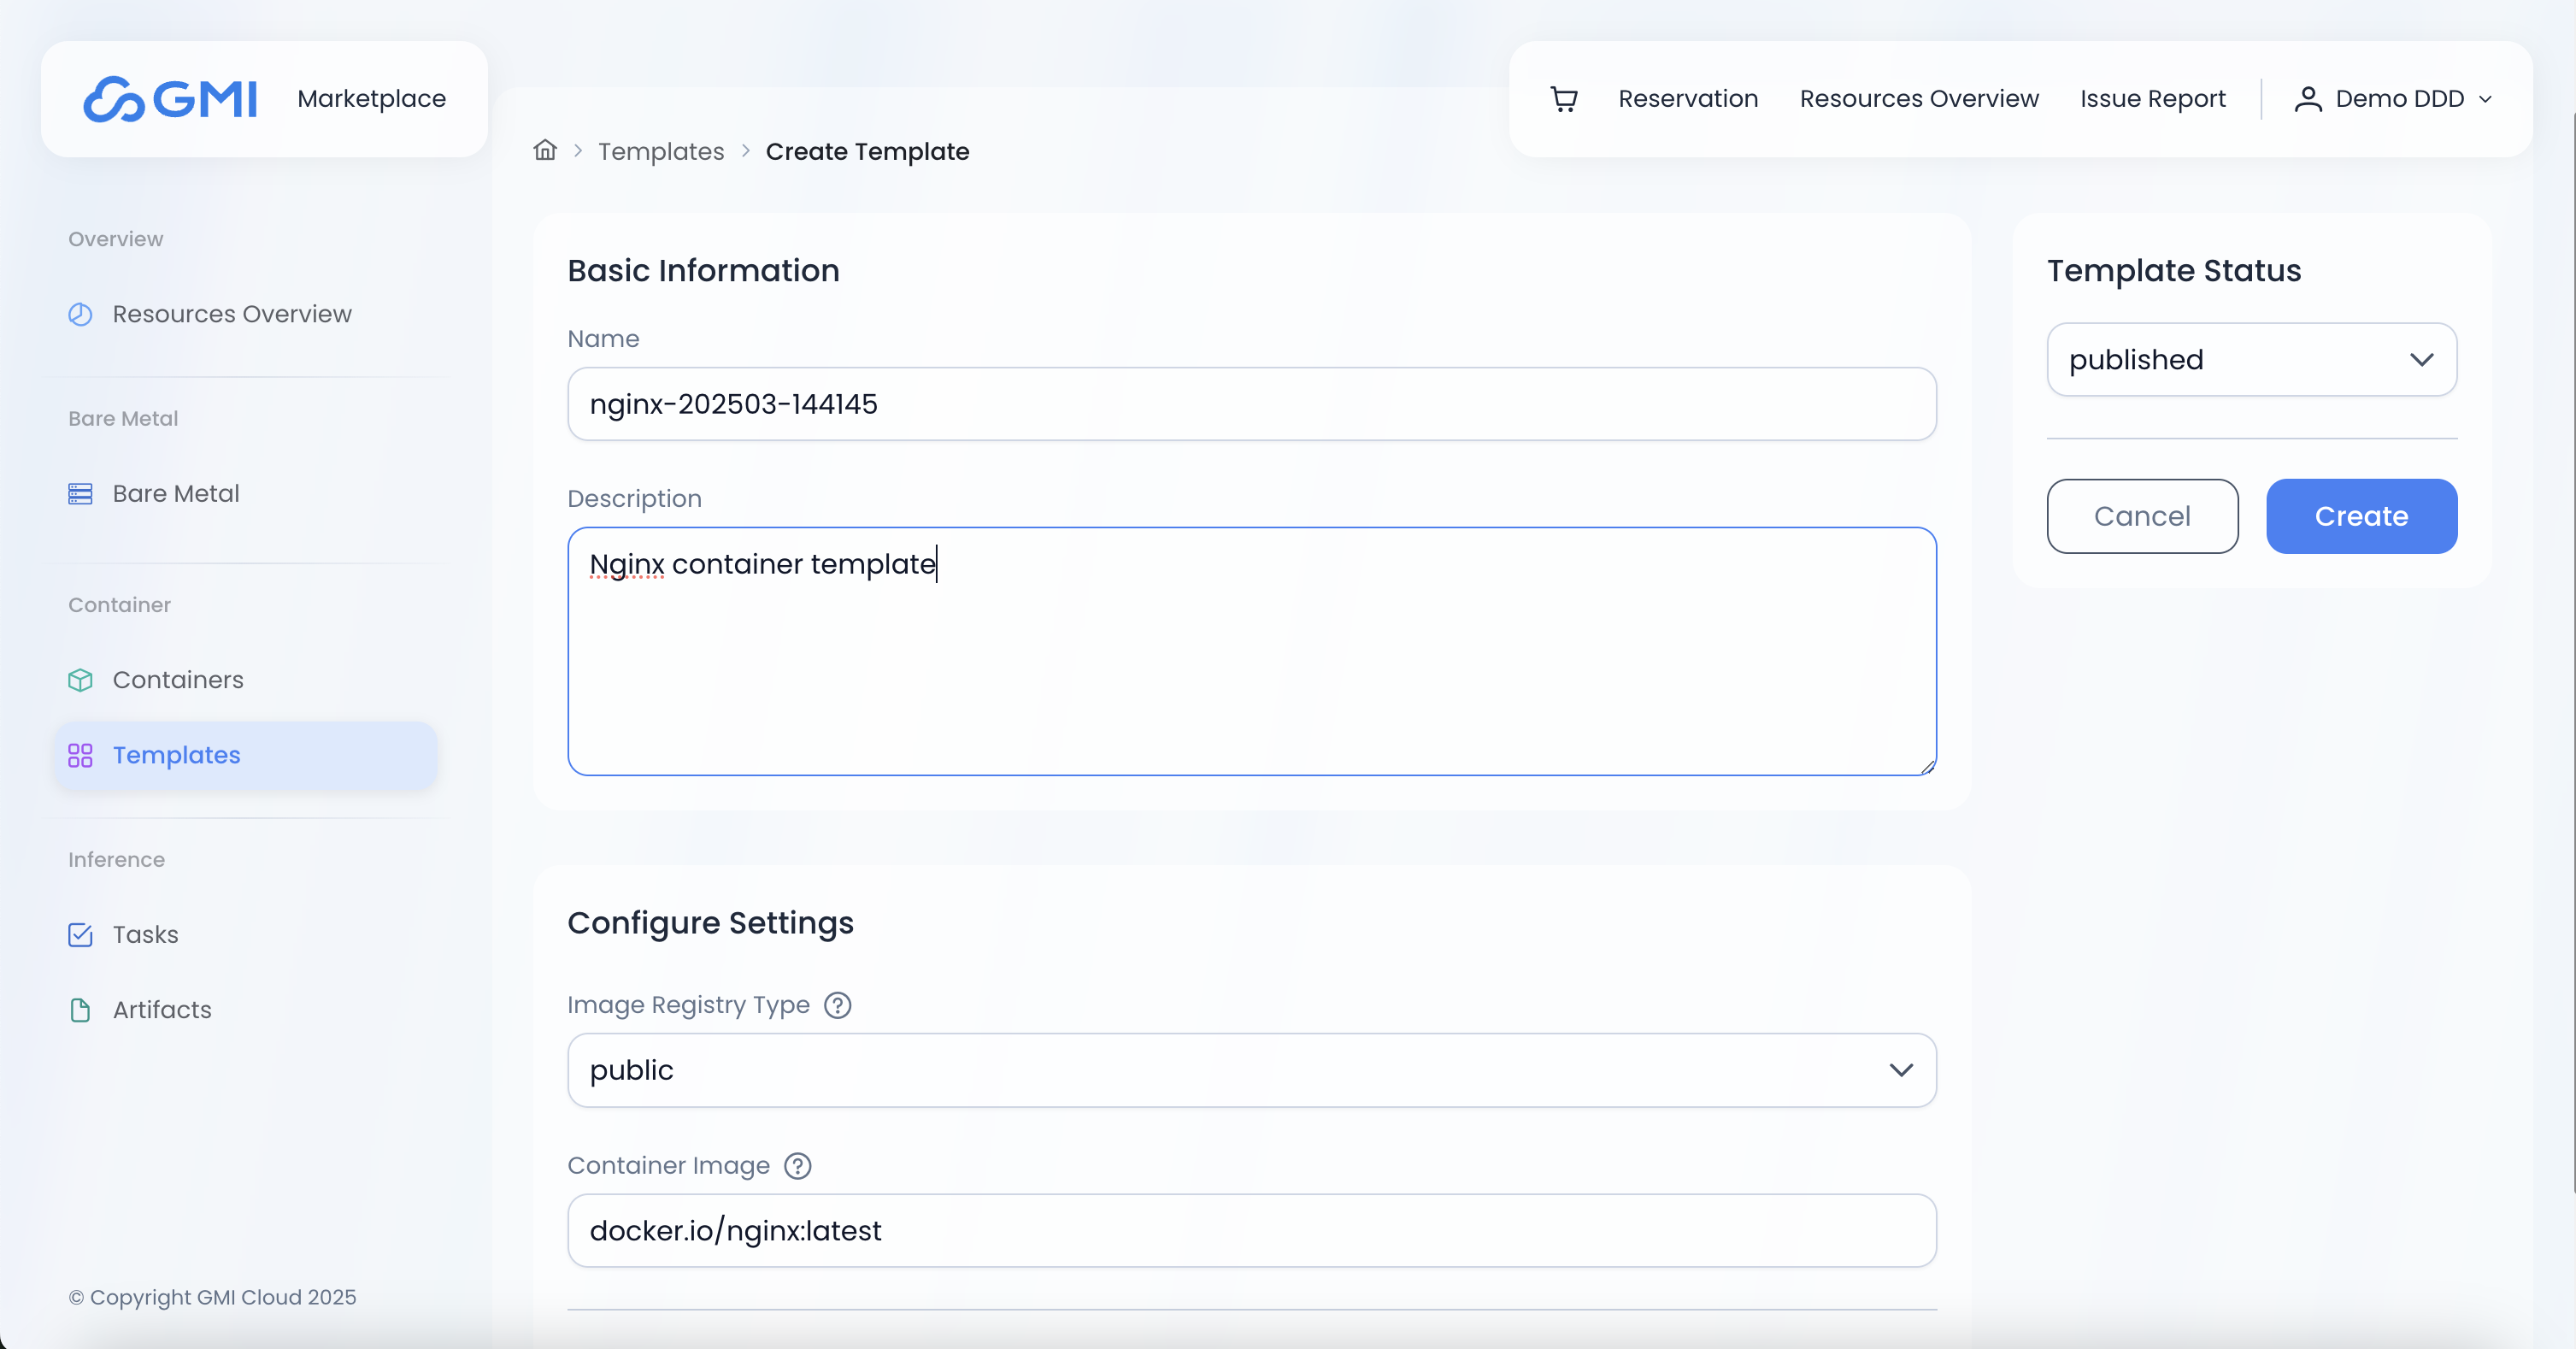 GMI Marketplace
Reservation Resources Overview Issue Report Demo DDD
Templates Create Template
Overview
Resources Overview
Bare Metal
Bare Metal
Container
Containers
Templates
Inference
Tasks
Artifacts
© Copyright GMI Cloud 2025
Basic Information
Name
nginx-202503-144145
Description
Nginx container template
Configure Settings
Image Registry Type ?
public
Container Image ?
docker.io/nginx:latest
Template Status
published
Cancel Create